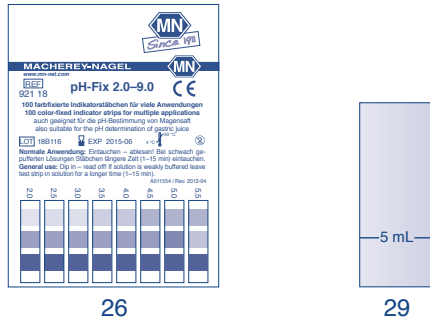 MN
Since 1911
MACHEREY-NAGEL
MN
www.mn-net.com
REF
921 18
pH-Fix 2.0–9.0
CE
100 farbfixierte Indikatorstäbchen für viele Anwendungen
100 color-fixed indicator strips for multiple applications
auch geeignet für die pH-Bestimmung von Magensaft
also suitable for the pH determination of gastric juice
LOT 18B116 EXP 2015-06 4 °C 30 °C 2
Normale Anwendung: Eintauchen – ablesen! Bei schwach ge-
pufferten Lösungen Stäbchen längere Zeit (1–15 min) eintauchen.
General use: Dip in – read off! If solution is weakly buffered leave
test strip in solution for a longer time (1–15 min).
A011554 / Rev. 2012-04
2.0 2.5 3.0 3.5 4.0 4.5 5.0 5.5
5 mL
26
29